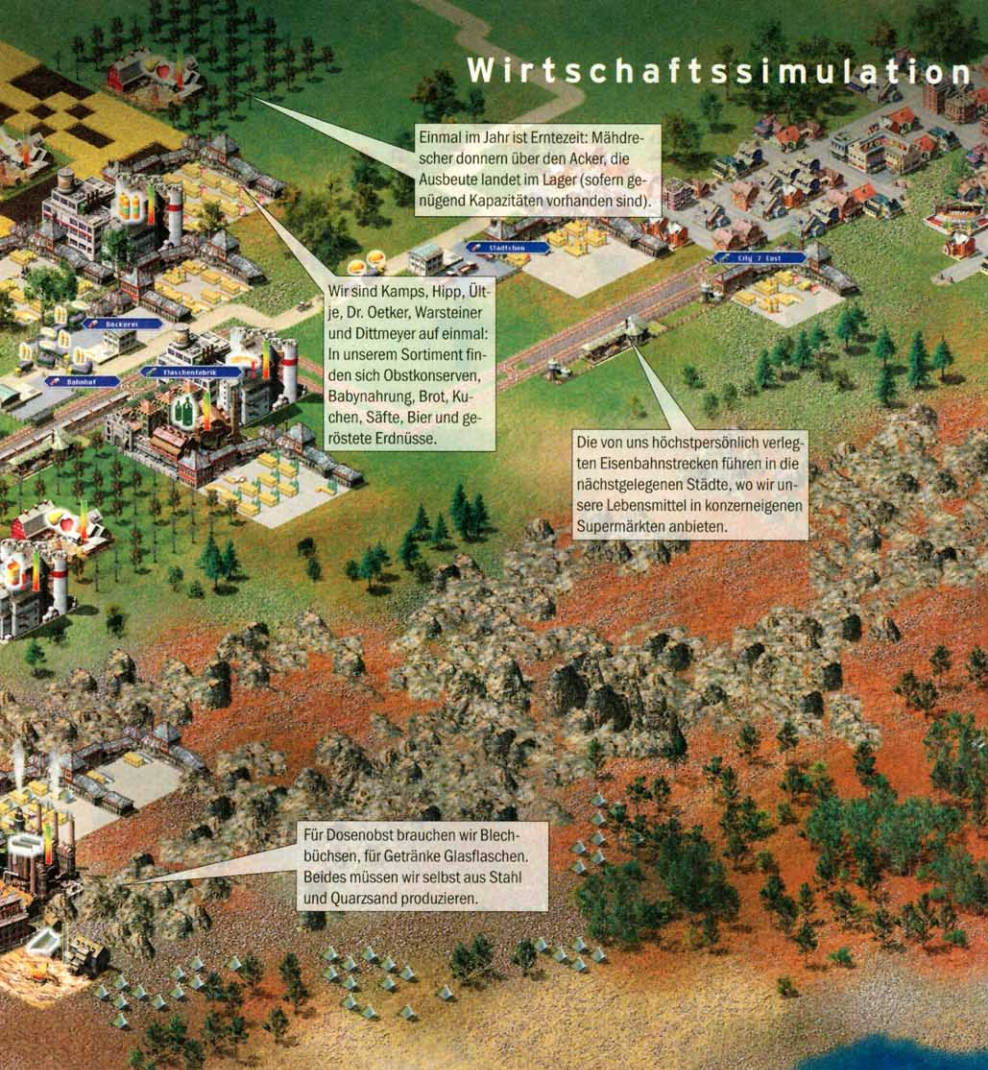 Wirtschaftssimulation
Einmal im Jahr ist Erntezeit: Mähdre-
scher donnern über den Acker, die
Ausbeute landet im Lager (sofern ge-
nügend Kapazitäten vorhanden sind).
Städtchen
City 7 East
Wir sind Kamps, Hipp, Ült-
je, Dr. Oetker, Warsteiner
und Dittmeyer auf einmal:
In unserem Sortiment fin-
den sich Obstkonserven,
Babynahrung, Brot, Ku-
chen, Säfte, Bier und ge-
röstete Erdnüsse.
Bäckerei
Flaschenfabrik
Bahnhof
Die von uns höchstpersönlich verleg-
ten Eisenbahnstrecken führen in die
nächstgelegenen Städte, wo wir un-
sere Lebensmittel in konzerneigenen
Supermärkten anbieten.
Für Dosenobst brauchen wir Blech-
büchsen, für Getränke Glasflaschen.
Beides müssen wir selbst aus Stahl
und Quarzsand produzieren.